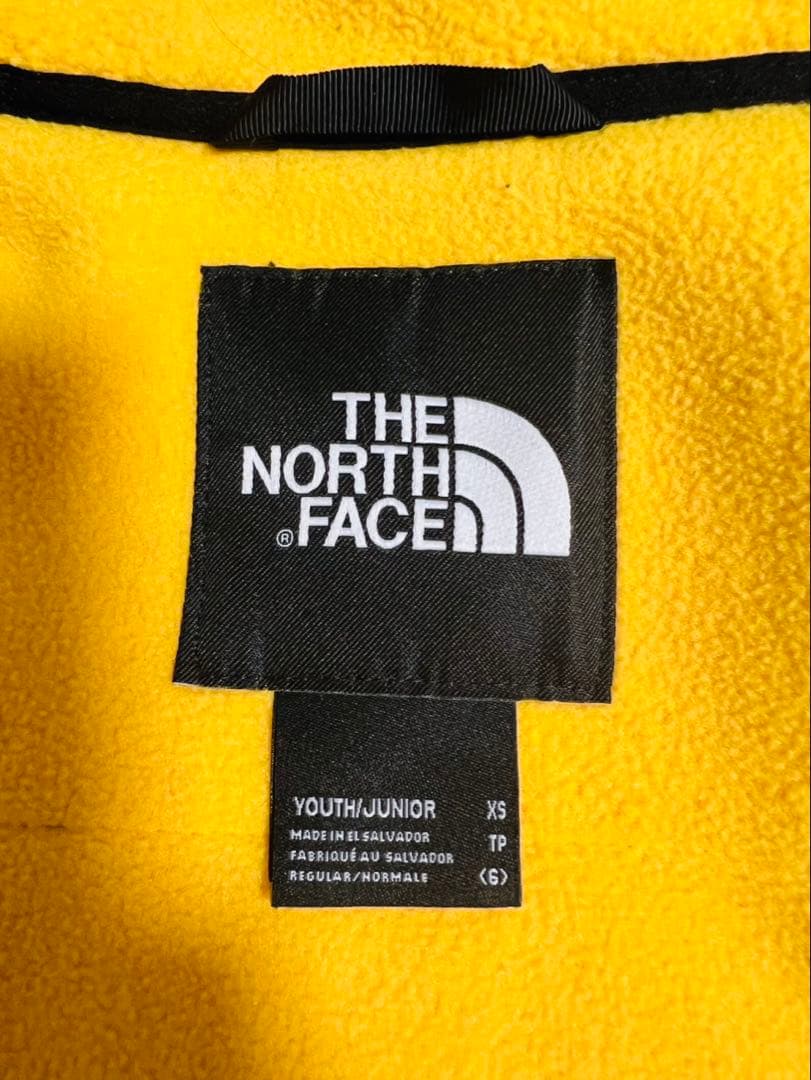 THE
NORTH
® FACE
YOUTH/JUNIOR XS
MADE IN EL SALVADOR TP
FABRIQUÉ AU SALVADOR
REGULAR/NORMALE <6>